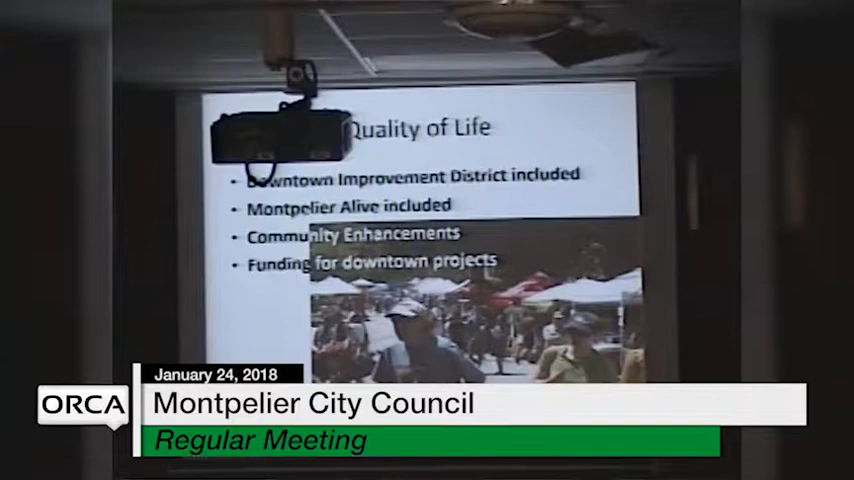 Quality of Life
• Downtown Improvement District included
• Montpelier Alive included
• Community Enhancements
• Funding for downtown projects
January 24, 2018
ORCA
Montpelier City Council
Regular Meeting